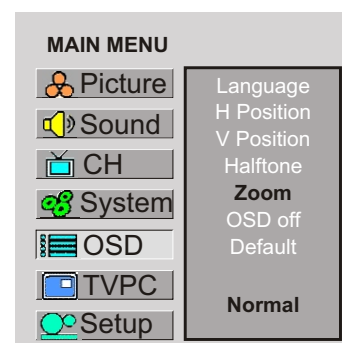 MAIN MENU
Picture
Sound
CH
System
OSD
TVPC
Setup
Language
H Position
V Position
Halftone
Zoom
OSD off
Default
Normal